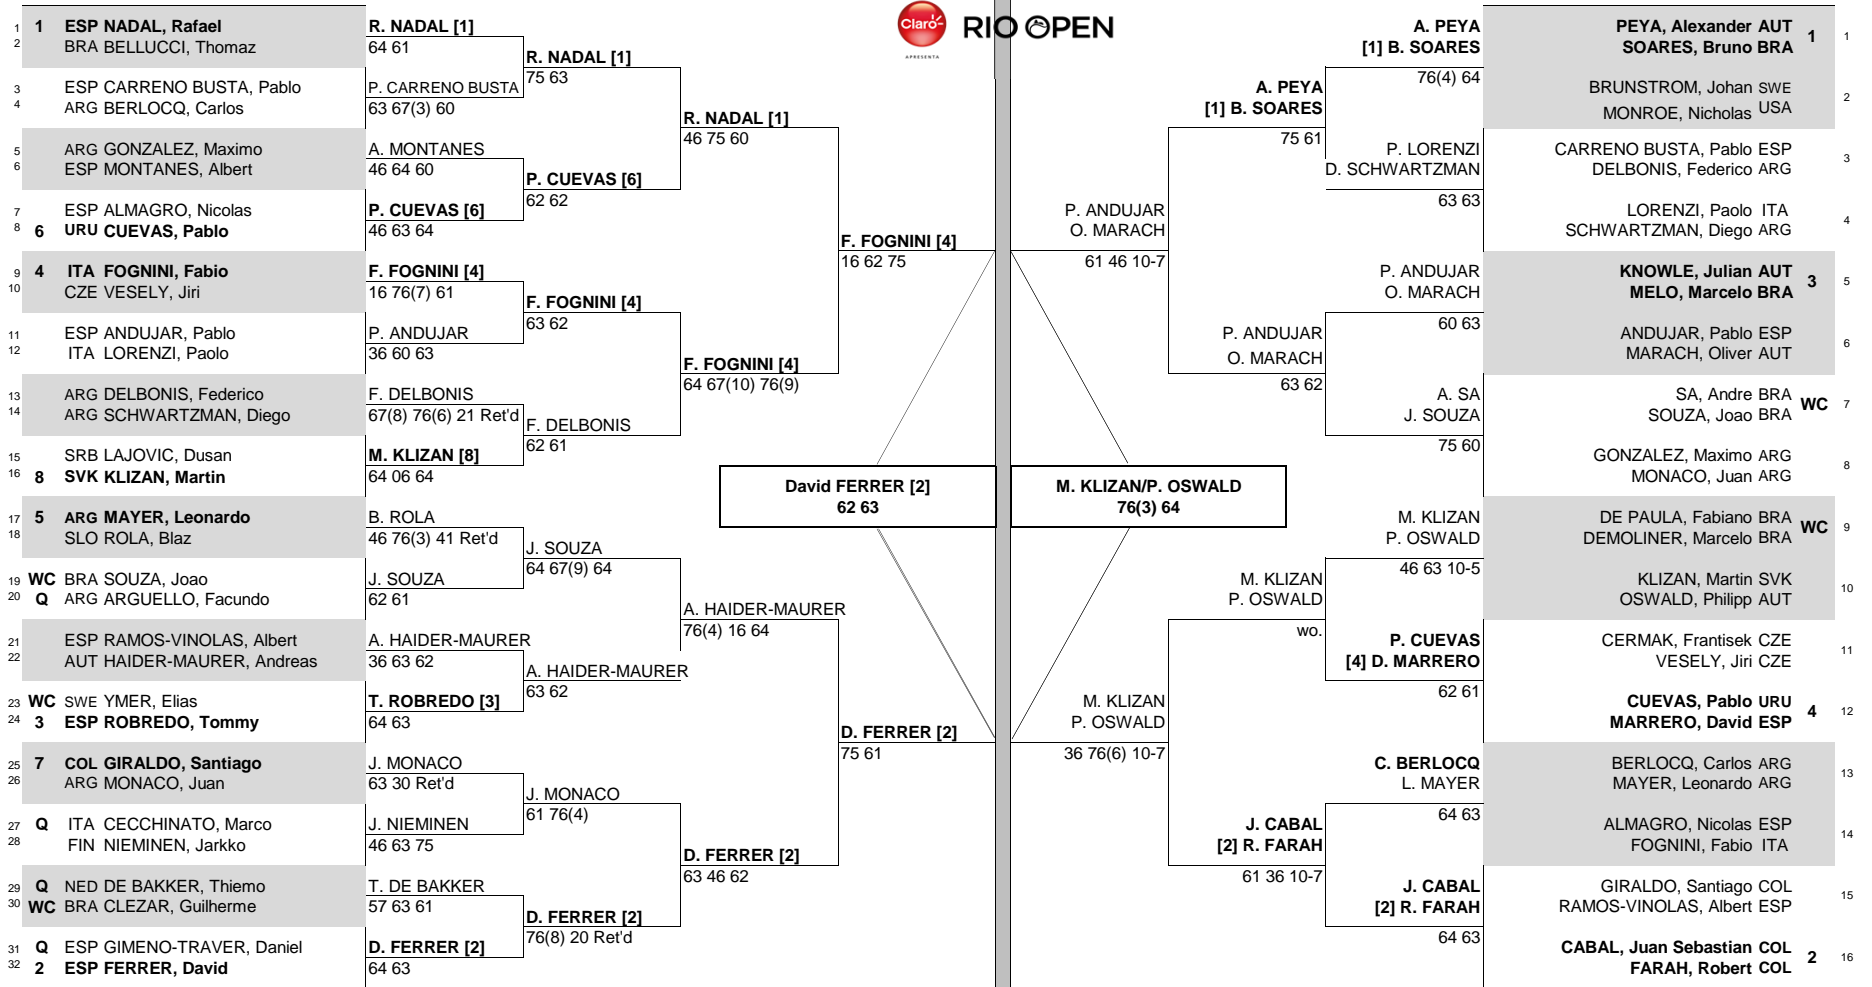 Claro-
APRESENTA
RIO OPEN
1 1 ESP NADAL, Rafael
2 BRA BELLUCCI, Thomaz
3 ESP CARRENO BUSTA, Pablo
4 ARG BERLOCQ, Carlos
5 ARG GONZALEZ, Maximo
6 ESP MONTANES, Albert
7 ESP ALMAGRO, Nicolas
8 6 URU CUEVAS, Pablo
9 4 ITA FOGNINI, Fabio
10 CZE VESELY, Jiri
11 ESP ANDUJAR, Pablo
12 ITA LORENZI, Paolo
13 ARG DELBONIS, Federico
14 ARG SCHWARTZMAN, Diego
15 SRB LAJOVIC, Dusan
16 8 SVK KLIZAN, Martin
17 5 ARG MAYER, Leonardo
18 SLO ROLA, Blaz
19 WC BRA SOUZA, Joao
20 Q ARG ARGUELLO, Facundo
21 ESP RAMOS-VINOLAS, Albert
22 AUT HAIDER-MAURER, Andreas
23 WC SWE YMER, Elias
24 3 ESP ROBREDO, Tommy
25 7 COL GIRALDO, Santiago
26 ARG MONACO, Juan
27 Q ITA CECCHINATO, Marco
28 FIN NIEMINEN, Jarkko
29 Q NED DE BAKKER, Thiemo
30 WC BRA CLEZAR, Guilherme
31 Q ESP GIMENO-TRAVER, Daniel
32 2 ESP FERRER, David
R. NADAL [1]
64 61
P. CARRENO BUSTA
63 67(3) 60
A. MONTANES
46 64 60
P. CUEVAS [6]
46 63 64
F. FOGNINI [4]
16 76(7) 61
P. ANDUJAR
36 60 63
F. DELBONIS
67(8) 76(6) 21 Ret'd
M. KLIZAN [8]
64 06 64
B. ROLA
46 76(3) 41 Ret'd
J. SOUZA
62 61
A. HAIDER-MAURER
36 63 62
T. ROBREDO [3]
64 63
J. MONACO
63 30 Ret'd
J. NIEMINEN
46 63 75
T. DE BAKKER
57 63 61
D. FERRER [2]
64 63
R. NADAL [1]
75 63
P. CUEVAS [6]
62 62
F. FOGNINI [4]
63 62
F. DELBONIS
62 61
J. SOUZA
64 67(9) 64
A. HAIDER-MAURER
63 62
J. MONACO
61 76(4)
D. FERRER [2]
76(8) 20 Ret'd
R. NADAL [1]
46 75 60
F. FOGNINI [4]
64 67(10) 76(9)
A. HAIDER-MAURER
76(4) 16 64
D. FERRER [2]
63 46 62
F. FOGNINI [4]
16 62 75
D. FERRER [2]
75 61
David FERRER [2]
62 63
M. KLIZAN/P. OSWALD
76(3) 64
P. ANDUJAR
O. MARACH
61 46 10-7
M. KLIZAN
P. OSWALD
36 76(6) 10-7
A. PEYA
[1] B. SOARES
75 61
P. ANDUJAR
O. MARACH
63 62
M. KLIZAN
P. OSWALD
wo.
J. CABAL
[2] R. FARAH
61 36 10-7
A. PEYA
[1] B. SOARES
76(4) 64
P. LORENZI
D. SCHWARTZMAN
63 63
P. ANDUJAR
O. MARACH
60 63
A. SA
J. SOUZA
75 60
M. KLIZAN
P. OSWALD
46 63 10-5
P. CUEVAS
[4] D. MARRERO
62 61
C. BERLOCQ
L. MAYER
64 63
J. CABAL
[2] R. FARAH
64 63
PEYA, Alexander AUT
SOARES, Bruno BRA
1 1
BRUNSTROM, Johan SWE
MONROE, Nicholas USA
2
CARRENO BUSTA, Pablo ESP
DELBONIS, Federico ARG
3
LORENZI, Paolo ITA
SCHWARTZMAN, Diego ARG
4
KNOWLE, Julian AUT
MELO, Marcelo BRA
3 5
ANDUJAR, Pablo ESP
MARACH, Oliver AUT
6
SA, Andre BRA
SOUZA, Joao BRA
WC 7
GONZALEZ, Maximo ARG
MONACO, Juan ARG
8
DE PAULA, Fabiano BRA
DEMOLINER, Marcelo BRA
WC 9
KLIZAN, Martin SVK
OSWALD, Philipp AUT
10
CERMAK, Frantisek CZE
VESELY, Jiri CZE
11
CUEVAS, Pablo URU
MARRERO, David ESP
4 12
BERLOCQ, Carlos ARG
MAYER, Leonardo ARG
13
ALMAGRO, Nicolas ESP
FOGNINI, Fabio ITA
14
GIRALDO, Santiago COL
RAMOS-VINOLAS, Albert ESP
15
CABAL, Juan Sebastian COL
FARAH, Robert COL
2 16